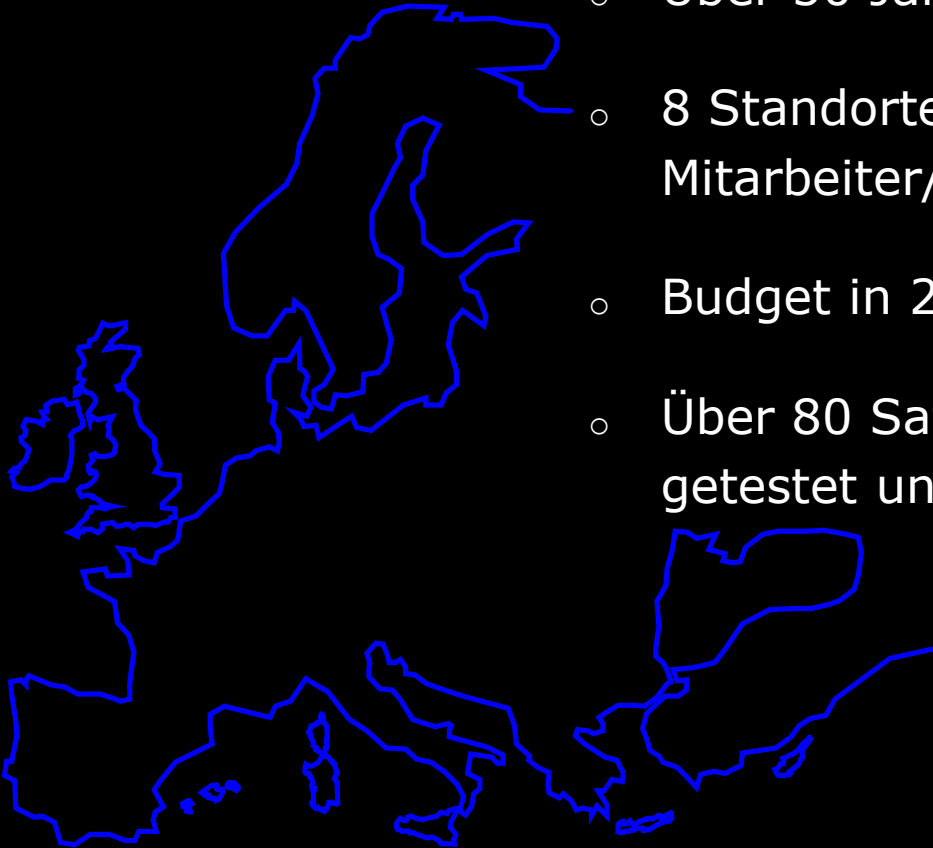 8 Standorte
Mitarbeiter/
Budget in 2
Über 80 Sa
getestet un